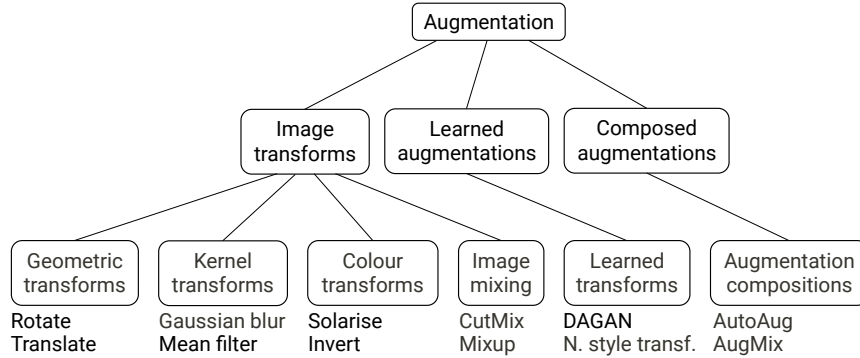 Augmentation
Image
transforms
Learned
augmentations
Composed
augmentations
Geometric
transforms
Kernel
transforms
Colour
transforms
Image
mixing
Learned
transforms
Augmentation
compositions
Rotate
Translate
Gaussian blur
Mean filter
Solarise
Invert
CutMix
Mixup
DAGAN
N. style transf.
AutoAug
AugMix